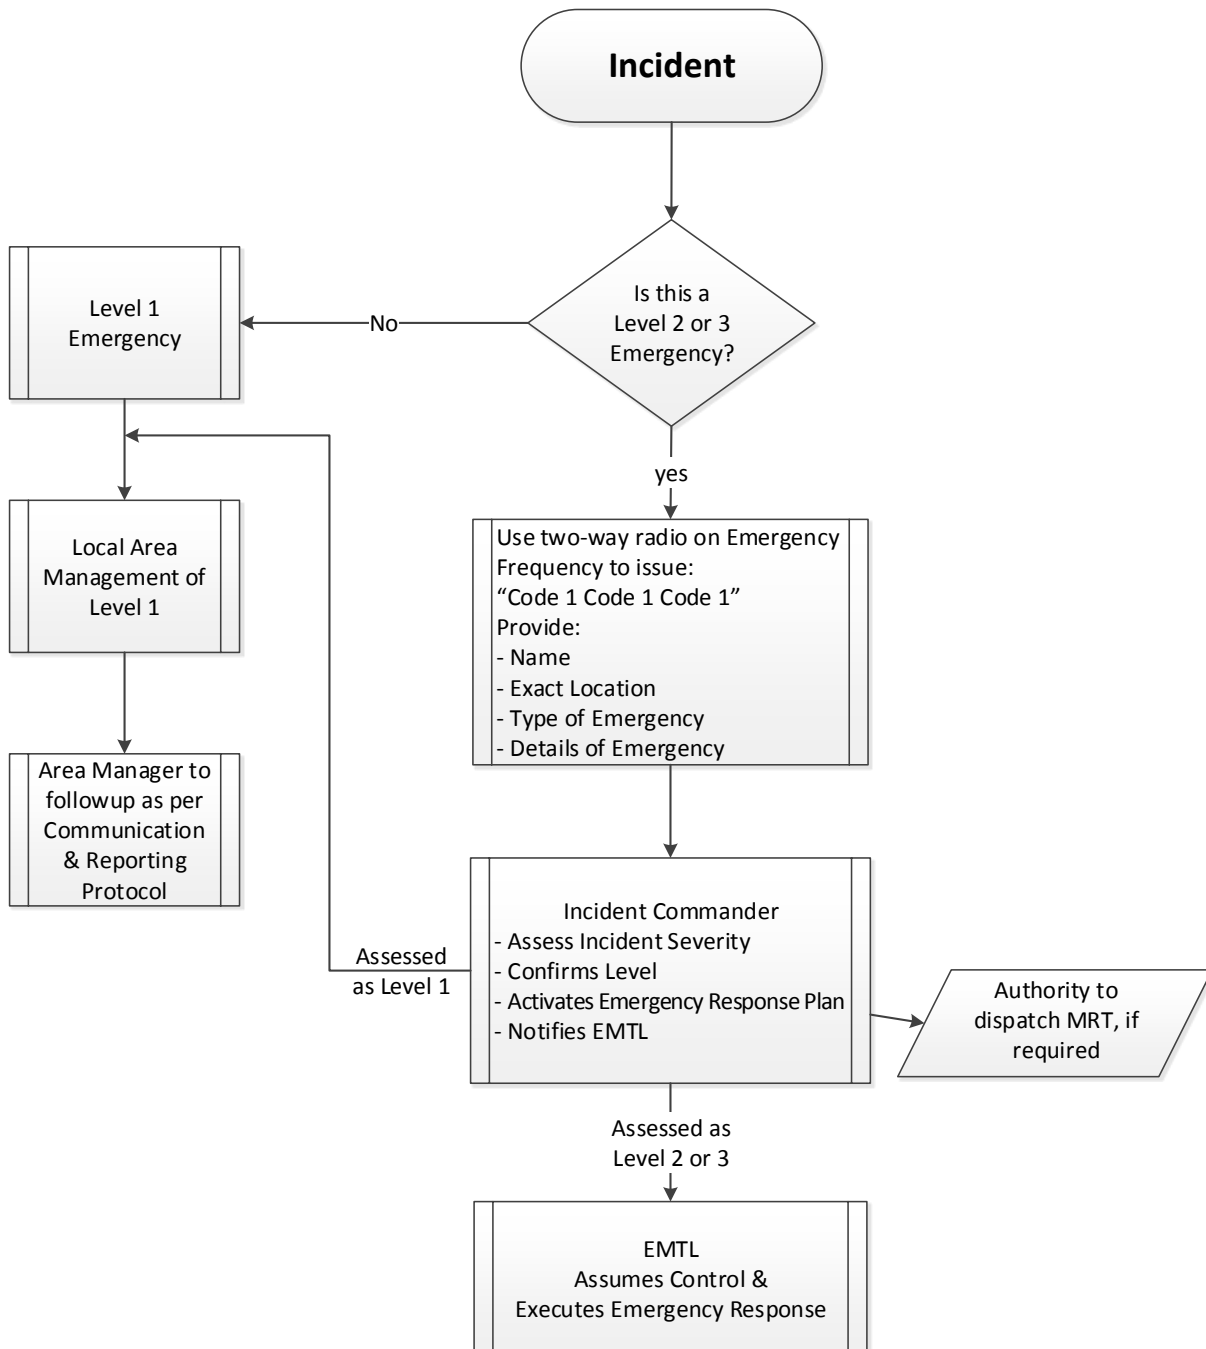 Incident
Is this a
Level 2 or 3
Emergency?
No
Level 1
Emergency
Local Area
Management of
Level 1
Area Manager to
followup as per
Communication
& Reporting
Protocol
yes
Use two-way radio on Emergency
Frequency to issue:
“Code 1 Code 1 Code 1”
Provide:
- Name
- Exact Location
- Type of Emergency
- Details of Emergency
Incident Commander
- Assess Incident Severity
- Confirms Level
- Activates Emergency Response Plan
- Notifies EMTL
Assessed
as Level 1
Authority to
dispatch MRT, if
required
Assessed as
Level 2 or 3
EMTL
Assumes Control &
Executes Emergency Response